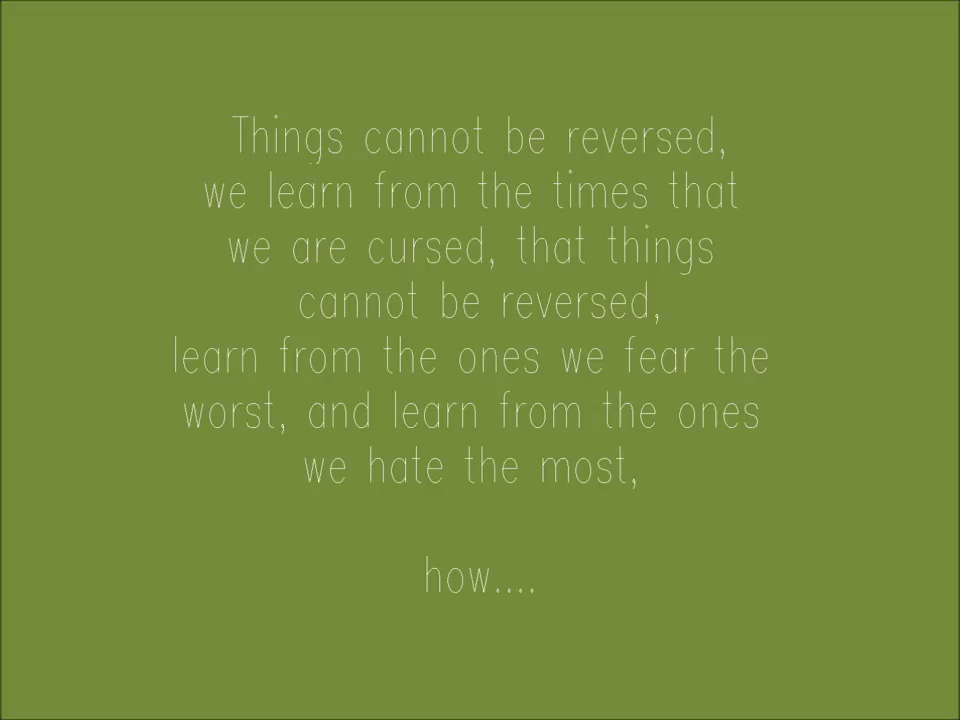 Things cannot be reversed,
we learn from the times that
we are cursed, that things
cannot be reversed,
learn from the ones we fear the
worst, and learn from the ones
we hate the most,
how....